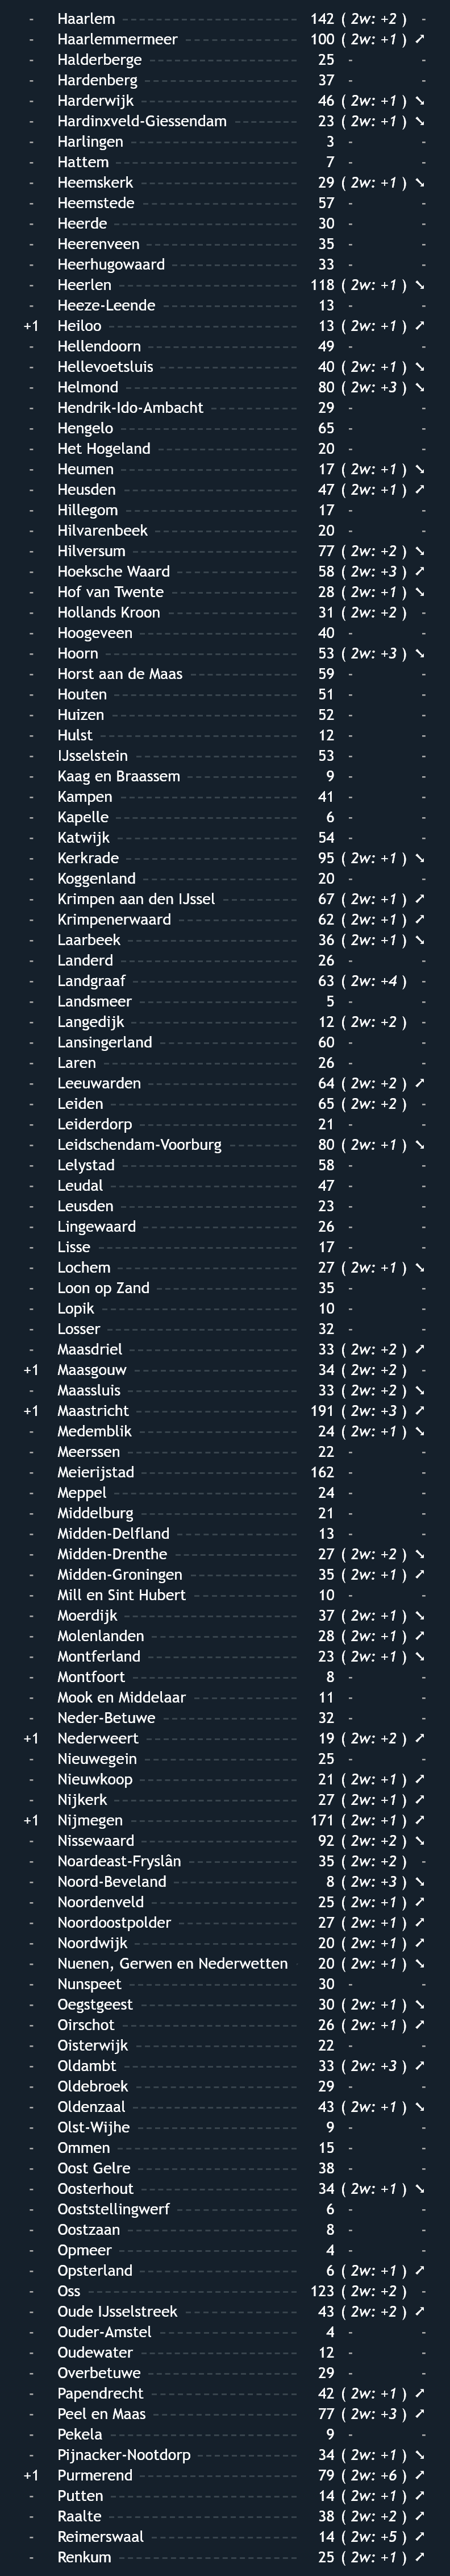 - Haarlem 142 ( 2w: +2 ) -
- Haarlemmermeer 100 ( 2w: +1 ) ➚
- Halderberge 25 - -
- Hardenberg 37 - -
- Harderwijk 46 ( 2w: +1 ) ➘
- Hardinxveld-Giessendam 23 ( 2w: +1 ) ➘
- Harlingen 3 - -
- Hattem 7 - -
- Heemskerk 29 ( 2w: +1 ) ➘
- Heemstede 57 - -
- Heerde 30 - -
- Heerenveen 35 - -
- Heerhugowaard 33 - -
- Heerlen 118 ( 2w: +1 ) ➘
- Heeze-Leende 13 - -
+1 Heiloo 13 ( 2w: +1 ) ➚
- Hellendoorn 49 - -
- Hellevoetsluis 40 ( 2w: +1 ) ➘
- Helmond 80 ( 2w: +3 ) ➘
- Hendrik-Ido-Ambacht 29 - -
- Hengelo 65 - -
- Het Hogeland 20 - -
- Heumen 17 ( 2w: +1 ) ➘
- Heusden 47 ( 2w: +1 ) ➚
- Hillegom 17 - -
- Hilvarenbeek 20 - -
- Hilversum 77 ( 2w: +2 ) ➘
- Hoeksche Waard 58 ( 2w: +3 ) ➚
- Hof van Twente 28 ( 2w: +1 ) ➘
- Hollands Kroon 31 ( 2w: +2 ) -
- Hoogeveen 40 - -
- Hoorn 53 ( 2w: +3 ) ➘
- Horst aan de Maas 59 - -
- Houten 51 - -
- Huizen 52 - -
- Hulst 12 - -
- IJsselstein 53 - -
- Kaag en Braassem 9 - -
- Kampen 41 - -
- Kapelle 6 - -
- Katwijk 54 - -
- Kerkrade 95 ( 2w: +1 ) ➘
- Koggenland 20 - -
- Krimpen aan den IJssel 67 ( 2w: +1 ) ➚
- Krimpenerwaard 62 ( 2w: +1 ) ➚
- Laarbeek 36 ( 2w: +1 ) ➘
- Landerd 26 - -
- Landgraaf 63 ( 2w: +4 ) -
- Landsmeer 5 - -
- Langedijk 12 ( 2w: +2 ) -
- Lansingerland 60 - -
- Laren 26 - -
- Leeuwarden 64 ( 2w: +2 ) ➚
- Leiden 65 ( 2w: +2 ) -
- Leiderdorp 21 - -
- Leidschendam-Voorburg 80 ( 2w: +1 ) ➘
- Lelystad 58 - -
- Leudal 47 - -
- Leusden 23 - -
- Lingewaard 26 - -
- Lisse 17 - -
- Lochem 27 ( 2w: +1 ) ➘
- Loon op Zand 35 - -
- Lopik 10 - -
- Losser 32 - -
- Maasdriel 33 ( 2w: +2 ) ➚
+1 Maasgouw 34 ( 2w: +2 ) -
- Maassluis 33 ( 2w: +2 ) ➘
+1 Maastricht 191 ( 2w: +3 ) ➚
- Medemblik 24 ( 2w: +1 ) ➘
- Meerssen 22 - -
- Meierijstad 162 - -
- Meppel 24 - -
- Middelburg 21 - -
- Midden-Delfland 13 - -
- Midden-Drenthe 27 ( 2w: +2 ) ➘
- Midden-Groningen 35 ( 2w: +1 ) ➚
- Mill en Sint Hubert 10 - -
- Moerdijk 37 ( 2w: +1 ) ➘
- Molenlanden 28 ( 2w: +1 ) ➚
- Montferland 23 ( 2w: +1 ) ➘
- Montfoort 8 - -
- Mook en Middelaar 11 - -
- Neder-Betuwe 32 - -
+1 Nederweert 19 ( 2w: +2 ) ➚
- Nieuwegein 25 - -
- Nieuwkoop 21 ( 2w: +1 ) ➚
- Nijkerk 27 ( 2w: +1 ) ➚
+1 Nijmegen 171 ( 2w: +1 ) ➚
- Nissewaard 92 ( 2w: +2 ) ➘
- Noardeast-Fryslân 35 ( 2w: +2 ) -
- Noord-Beveland 8 ( 2w: +3 ) ➘
- Noordenveld 25 ( 2w: +1 ) ➚
- Noordoostpolder 27 ( 2w: +1 ) ➚
- Noordwijk 20 ( 2w: +1 ) ➚
- Nuenen, Gerwen en Nederwetten 20 ( 2w: +1 ) ➘
- Nunspeet 30 - -
- Oegstgeest 30 ( 2w: +1 ) ➘
- Oirschot 26 ( 2w: +1 ) ➚
- Oisterwijk 22 - -
- Oldambt 33 ( 2w: +3 ) ➚
- Oldebroek 29 - -
- Oldenzaal 43 ( 2w: +1 ) ➘
- Olst-Wijhe 9 - -
- Ommen 15 - -
- Oost Gelre 38 - -
- Oosterhout 34 ( 2w: +1 ) ➘
- Ooststellingwerf 6 - -
- Oostzaan 8 - -
- Opmeer 4 - -
- Opsterland 6 ( 2w: +1 ) ➚
- Oss 123 ( 2w: +2 ) -
- Oude IJsselstreek 43 ( 2w: +2 ) ➚
- Ouder-Amstel 4 - -
- Oudewater 12 - -
- Overbetuwe 29 - -
- Papendrecht 42 ( 2w: +1 ) ➚
- Peel en Maas 77 ( 2w: +3 ) ➚
- Pekela 9 - -
- Pijnacker-Nootdorp 34 ( 2w: +1 ) ➘
+1 Purmerend 79 ( 2w: +6 ) ➚
- Putten 14 ( 2w: +1 ) ➚
- Raalte 38 ( 2w: +2 ) ➚
- Reimerswaal 14 ( 2w: +5 ) ➚
- Renkum 25 ( 2w: +1 ) ➚